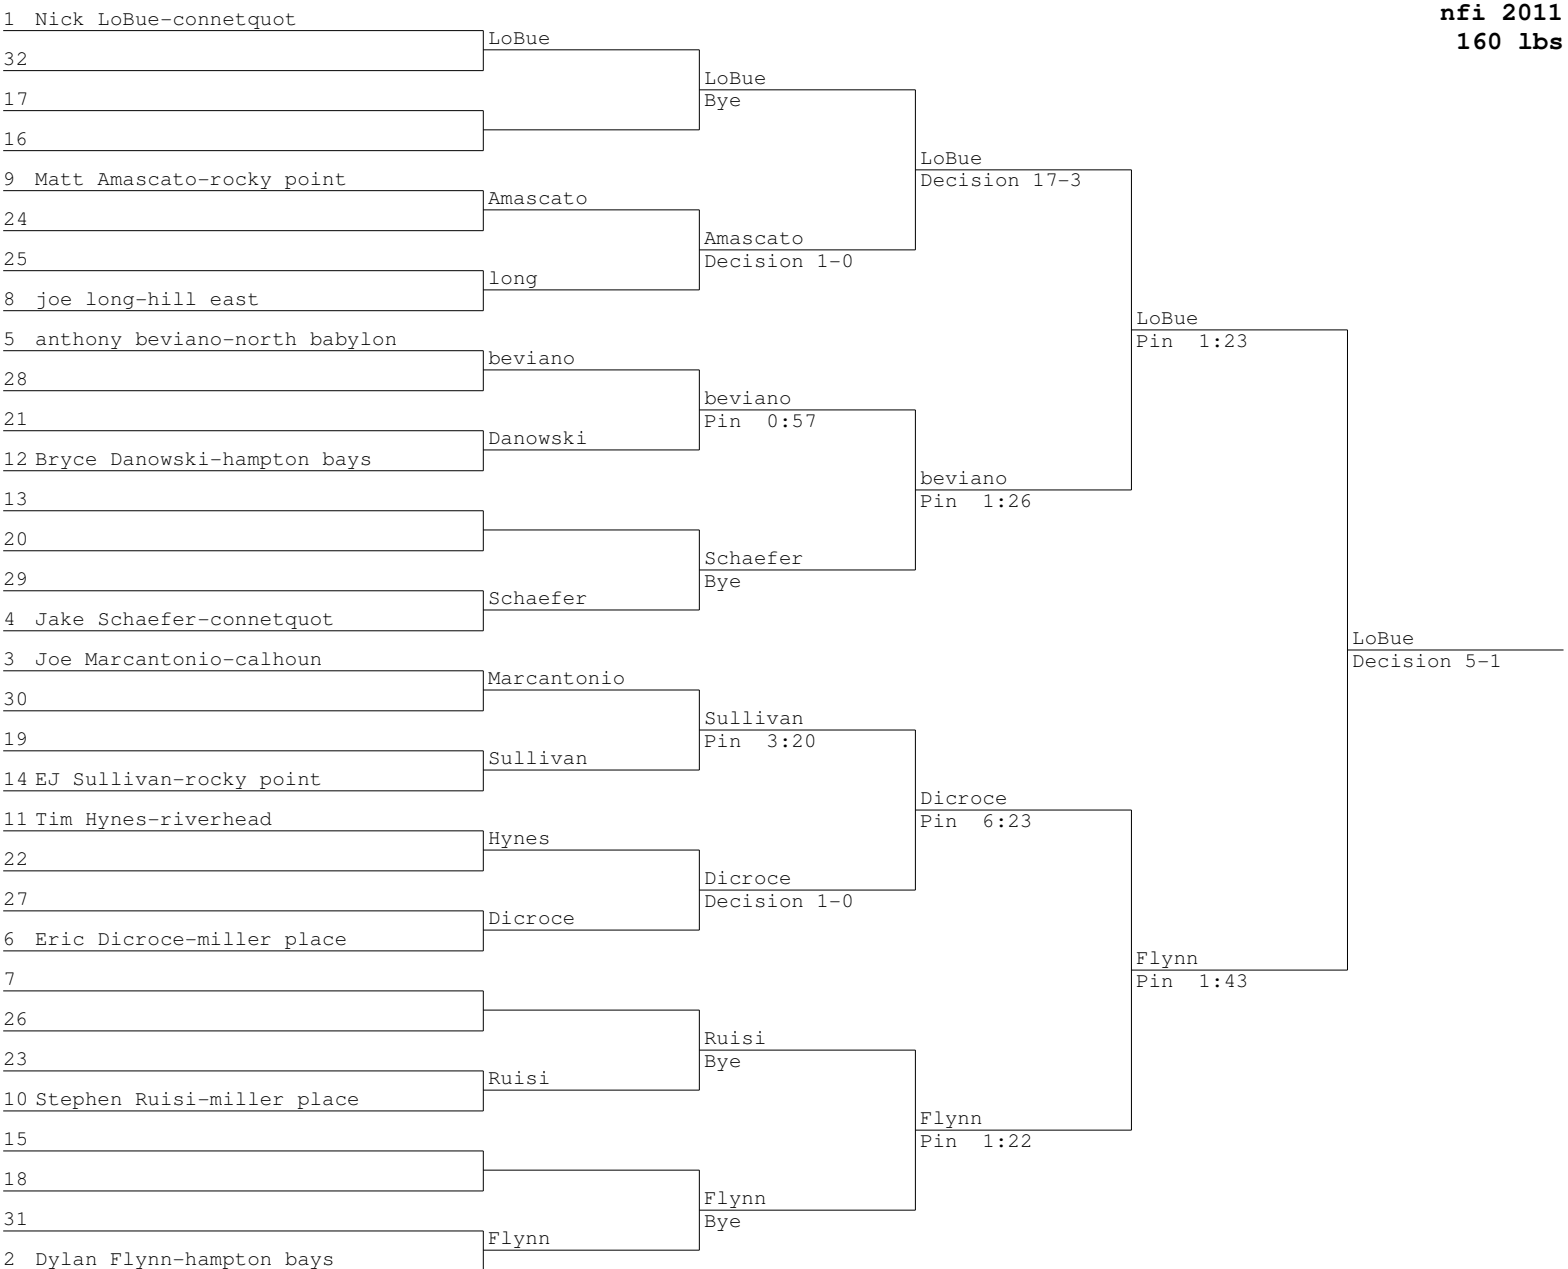 nfi 2011
160 lbs
1 Nick LoBue-connetquot
LoBue
32
LoBue
Bye
17
16
LoBue
Decision 17-3
9 Matt Amascato-rocky point
Amascato
24
Amascato
Decision 1-0
25
long
8 joe long-hill east
LoBue
Pin 1:23
5 anthony beviano-north babylon
beviano
28
beviano
Pin 0:57
21
Danowski
12 Bryce Danowski-hampton bays
beviano
Pin 1:26
13
20
Schaefer
Bye
29
Schaefer
4 Jake Schaefer-connetquot
LoBue
Decision 5-1
3 Joe Marcantonio-calhoun
Marcantonio
30
Sullivan
Pin 3:20
19
Sullivan
14 EJ Sullivan-rocky point
Dicroce
Pin 6:23
11 Tim Hynes-riverhead
Hynes
22
Dicroce
Decision 1-0
27
Dicroce
6 Eric Dicroce-miller place
Flynn
Pin 1:43
7
26
Ruisi
Bye
23
Ruisi
10 Stephen Ruisi-miller place
Flynn
Pin 1:22
15
18
Flynn
Bye
31
Flynn
2 Dylan Flynn-hampton bays